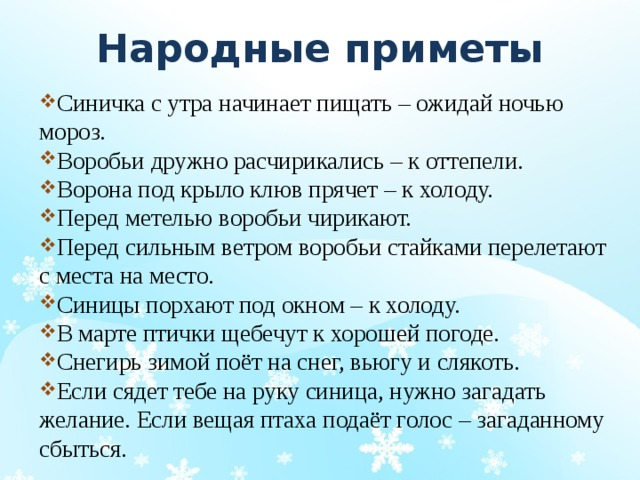 Народные приметы
Синичка с утра начинает пищать – ожидай ночью
мороз.
Воробьи дружно расчирикались – к оттепели.
Ворона под крыло клюв прячет – к холоду.
Перед метелью воробьи чирикают.
Перед сильным ветром воробьи стайками перелетают
с места на место.
Синицы порхают под окном – к холоду.
В марте птички щебечут к хорошей погоде.
Снегирь зимой поёт на снег, вьюгу и слякоть.
Если сядет тебе на руку синица, нужно загадать
желание. Если вещая птаха подаёт голос – загаданному
сбыться.